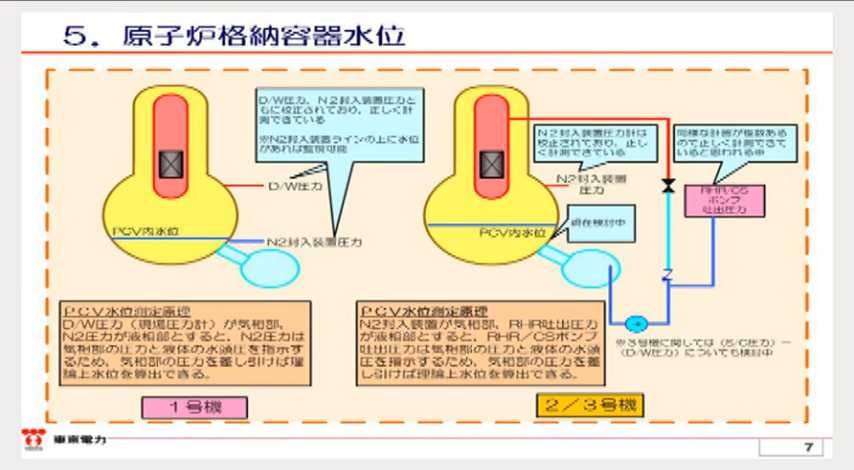 5．原子炉格納容器水位
D/W圧力、N2封入装置圧力と
もに校正されており、正しく計
測できている
※N2封入装置ラインの上に水位
があれば監視可能
N2封入装置圧力計は
校正されており、正し
く計測できている
同様な計器が複数ある
ので正しく計測できて
いると思われる※
D/W圧力
N2封入装置
圧力
RHR/CS
ポンプ
吐出圧力
PCV内水位
N2封入装置圧力
PCV内水位
現在検討中
PCV水位測定原理
D/W圧力（現場圧力計）が気相部、
N2圧力が液相部とすると、N2圧力は
気相部の圧力と液体の水頭圧を指示す
るため、気相部の圧力を差し引けば理
論上水位を算出できる。
PCV水位測定原理
N2封入装置が気相部、RHR吐出圧力
が液相部とすると、RHR／CSポンプ
吐出圧力は気相部の圧力と液体の水頭
圧を指示するため、気相部の圧力を差
し引けば理論上水位を算出できる。
※3号機に関しては（S/C圧力）－
（D/W圧力）についても検討中
1号機
2／3号機
東京電力
7